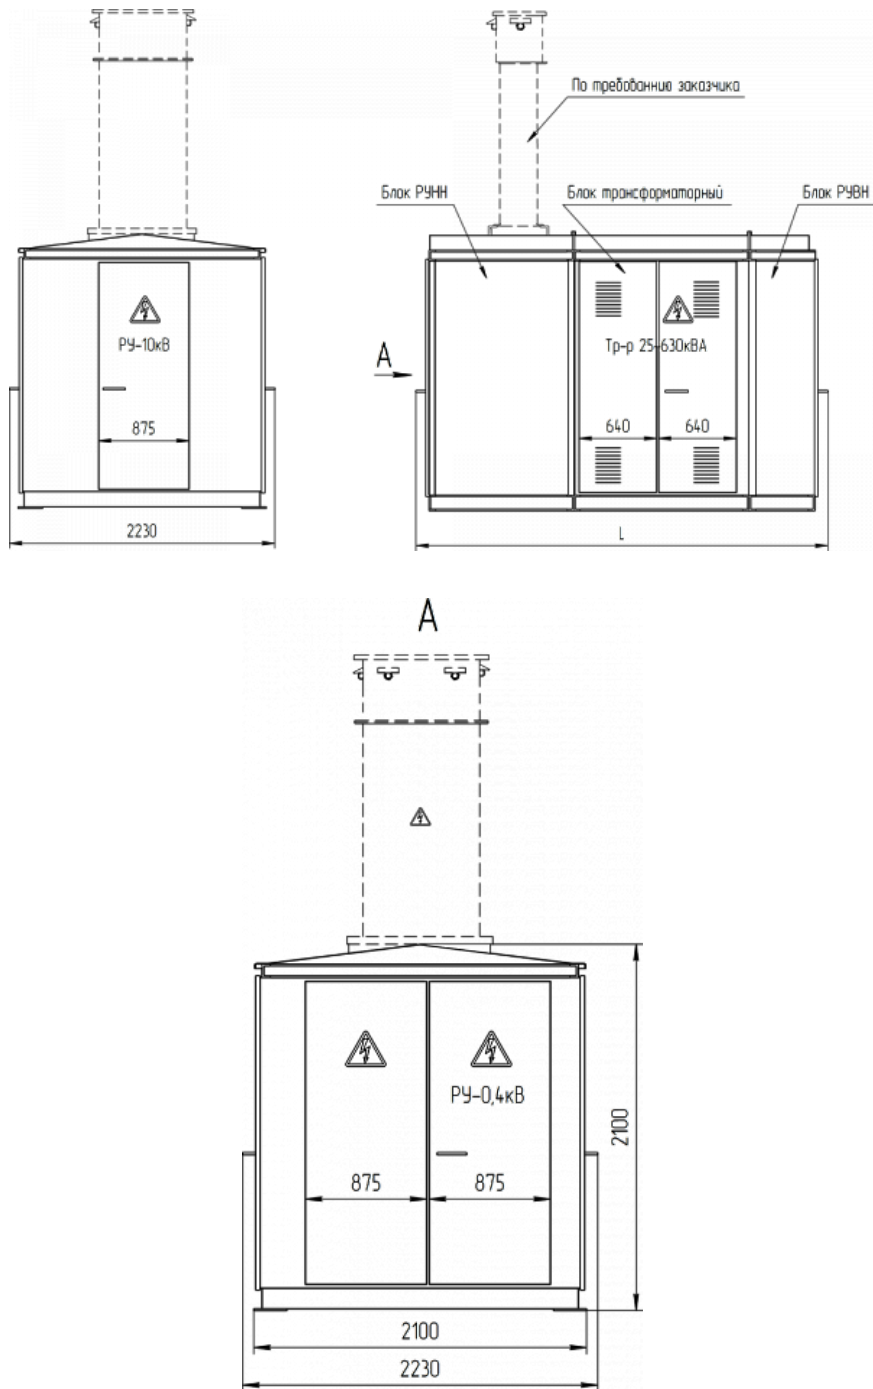 По требованию заказчика
Блок РУНН
Блок трансформаторный
Блок РУВН
РУ-10кВ
875
2230
А
Тр-р 25-630кВА
640
640
L
А
РУ-0,4кВ
875
875
2100
2100
2230